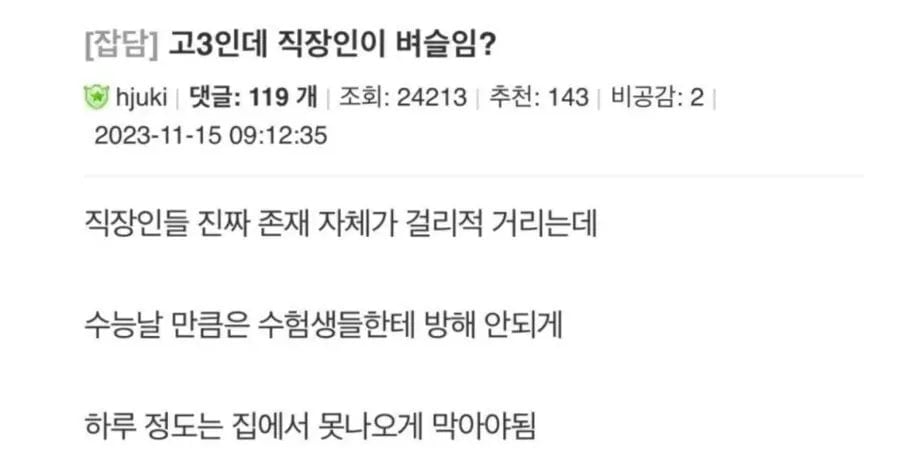 [잡담] 고3인데 직장인이 벼슬임?
hjuki | 댓글: 119 개 | 조회: 24213 | 추천: 143 | 비공감: 2 |
2023-11-15 09:12:35
직장인들 진짜 존재 자체가 걸리적 거리는데
수능날 만큼은 수험생들한테 방해 안되게
하루 정도는 집에서 못나오게 막아야됨